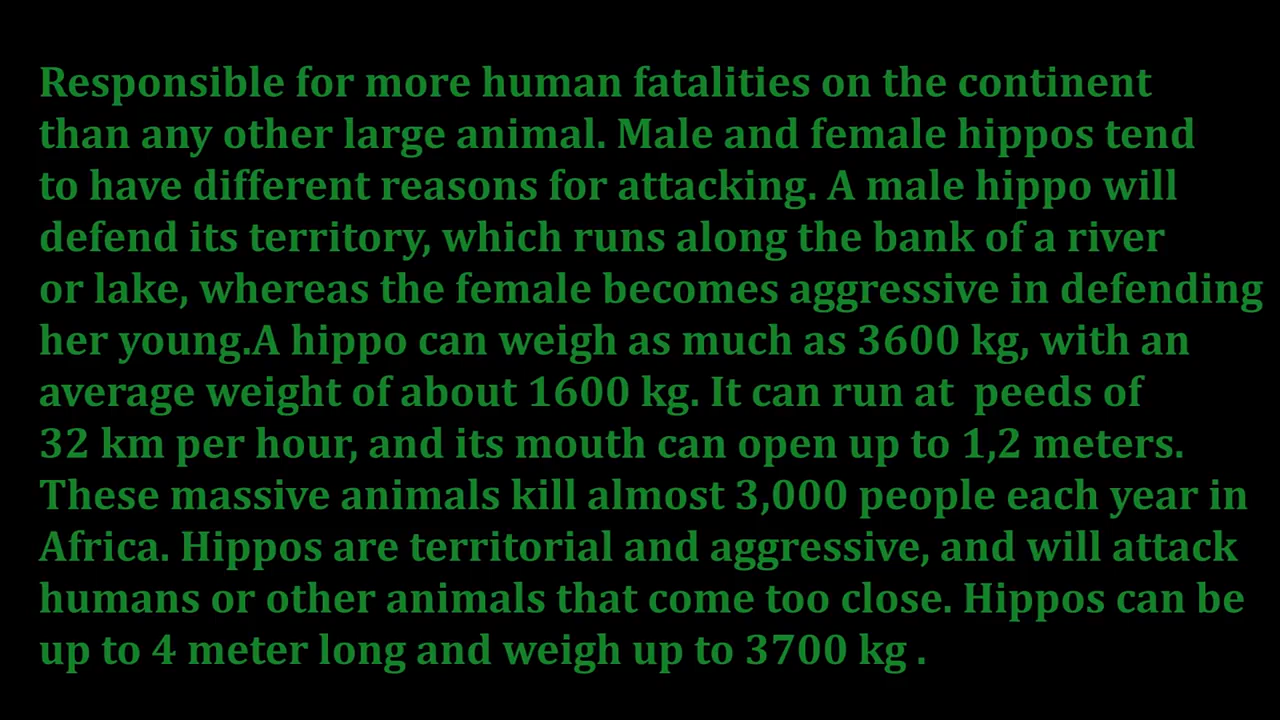 Responsible for more human fatalities on the continent
than any other large animal. Male and female hippos tend
to have different reasons for attacking. A male hippo will
defend its territory, which runs along the bank of a river
or lake, whereas the female becomes aggressive in defending
her young.A hippo can weigh as much as 3600 kg, with an
average weight of about 1600 kg. It can run at  peeds of
32 km per hour, and its mouth can open up to 1,2 meters.
These massive animals kill almost 3,000 people each year in
Africa. Hippos are territorial and aggressive, and will attack
humans or other animals that come too close. Hippos can be
up to 4 meter long and weigh up to 3700 kg .